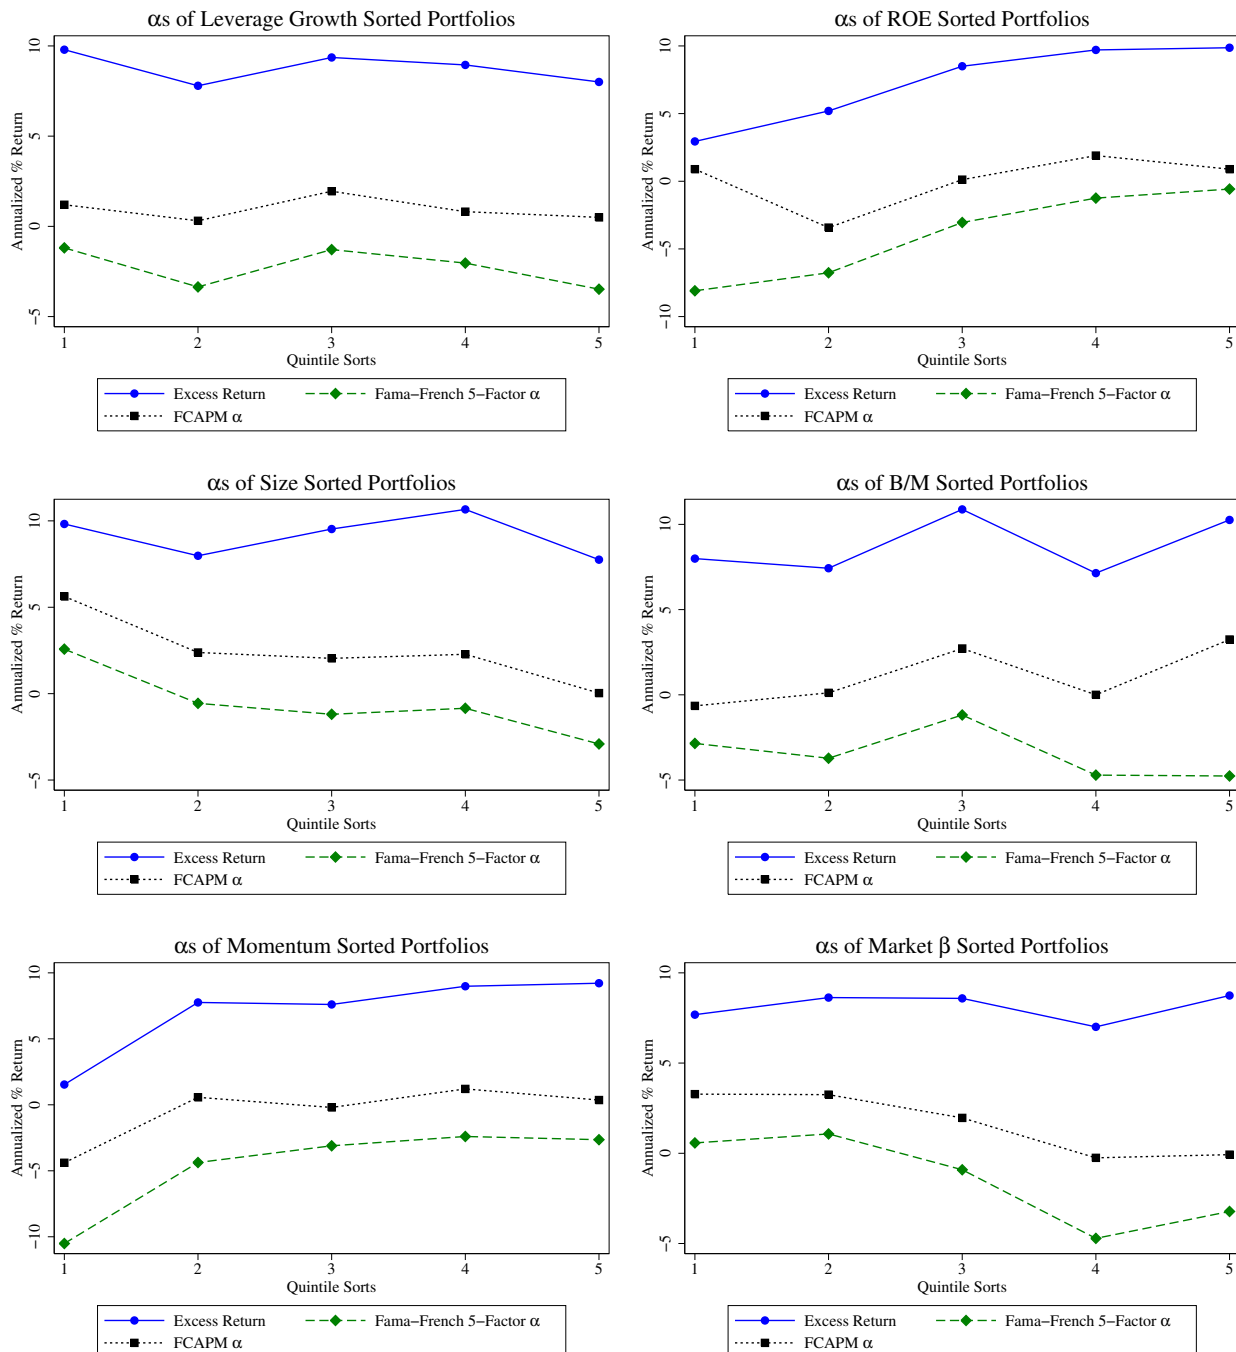 αs of Leverage Growth Sorted Portfolios
Annualized % Return
10
5
0
−5
1 2 3 4 5
Quintile Sorts
Excess Return Fama−French 5−Factor α
FCAPM α
αs of ROE Sorted Portfolios
Annualized % Return
10
5
0
−5
−10
1 2 3 4 5
Quintile Sorts
Excess Return Fama−French 5−Factor α
FCAPM α
αs of Size Sorted Portfolios
Annualized % Return
10
5
0
−5
1 2 3 4 5
Quintile Sorts
Excess Return Fama−French 5−Factor α
FCAPM α
αs of B/M Sorted Portfolios
Annualized % Return
10
5
0
−5
1 2 3 4 5
Quintile Sorts
Excess Return Fama−French 5−Factor α
FCAPM α
αs of Momentum Sorted Portfolios
Annualized % Return
10
5
0
−5
−10
1 2 3 4 5
Quintile Sorts
Excess Return Fama−French 5−Factor α
FCAPM α
αs of Market β Sorted Portfolios
Annualized % Return
10
5
0
−5
1 2 3 4 5
Quintile Sorts
Excess Return Fama−French 5−Factor α
FCAPM α